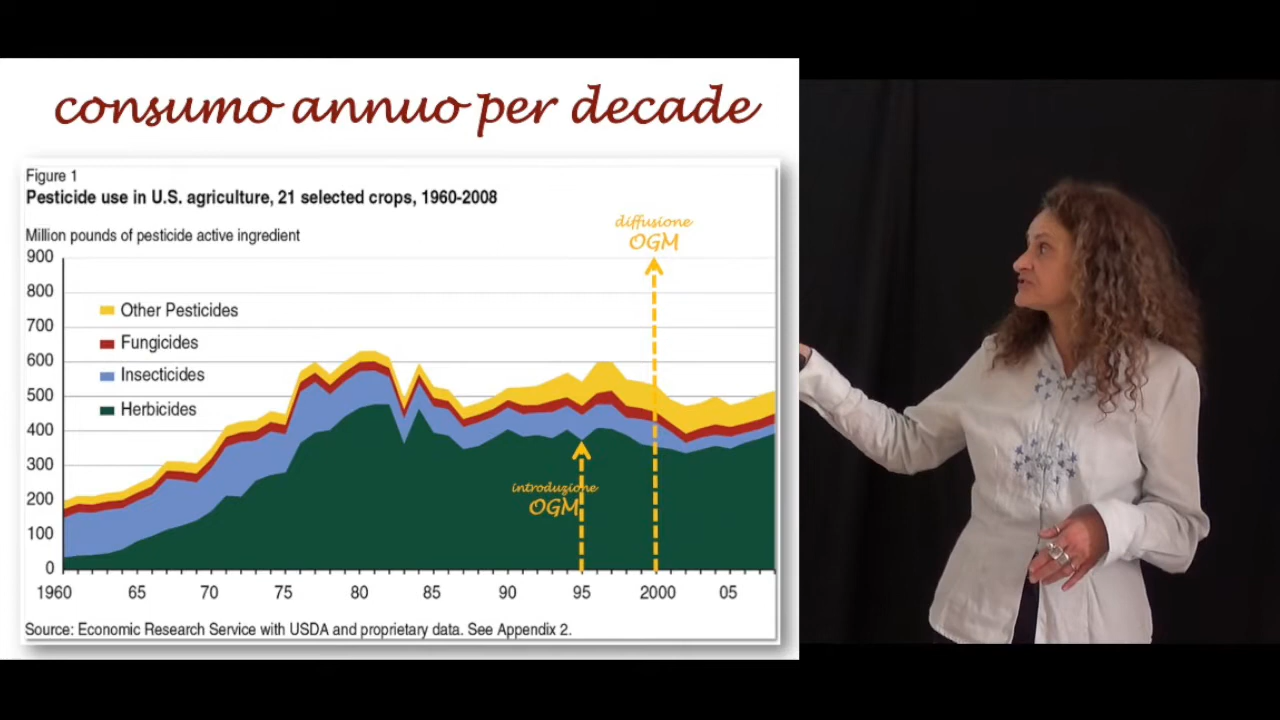 consumo annuo per decade
Figure 1
Pesticide use in U.S. agriculture, 21 selected crops, 1960-2008
Million pounds of pesticide active ingredient
diffusione
OGM
900
800
700
600
500
400
300
200
100
0
Other Pesticides
Fungicides
Insecticides
Herbicides
introduzione
OGM
1960 65 70 75 80 85 90 95 2000 05
Source: Economic Research Service with USDA and proprietary data. See Appendix 2.